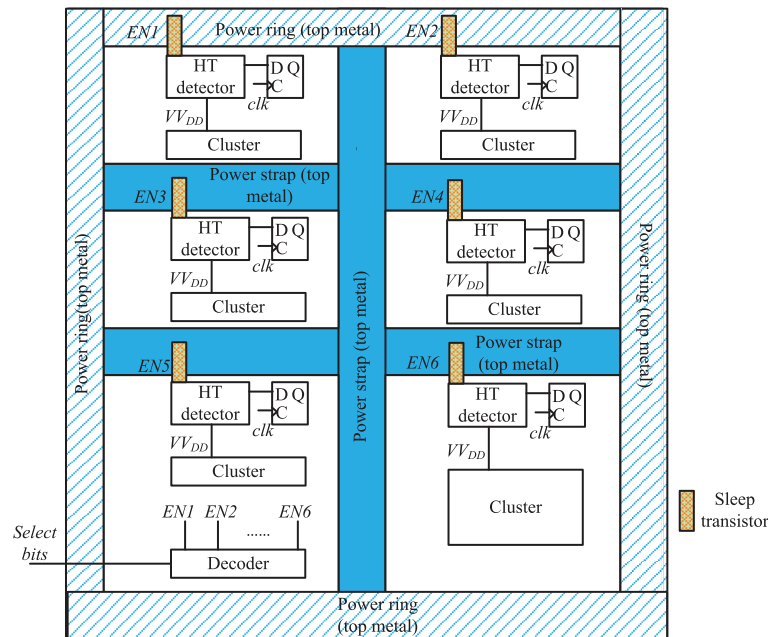 EN1
Power ring (top metal)
EN2
HT
detector
D Q
C
clk
VVDD
Cluster
HT
detector
D Q
C
clk
VVDD
Cluster
Power strap (top
metal)
EN3
EN4
HT
detector
D Q
C
clk
VVDD
Cluster
HT
detector
D Q
C
clk
VVDD
Cluster
Power ring(top metal)
Power strap (top metal)
Power ring (top metal)
Power strap
(top metal)
EN5
EN6
HT
detector
D Q
C
clk
VVDD
Cluster
HT
detector
D Q
C
clk
VVDD
Cluster
EN1 EN2 ...... EN6
Select
bits
Decoder
Sleep
transistor
Power ring
(top metal)